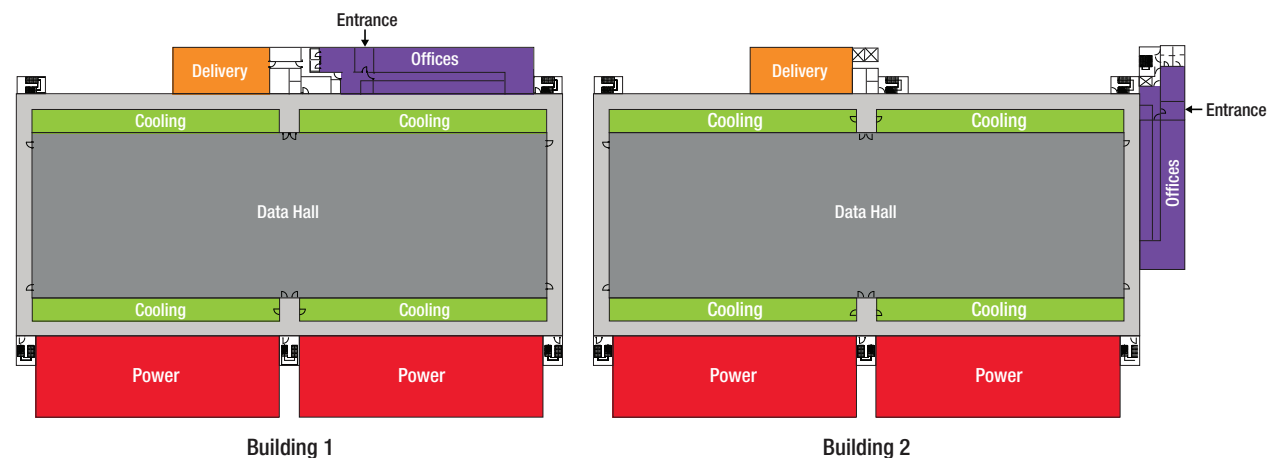 Entrance
Delivery
Offices
Cooling
Cooling
Data Hall
Cooling
Cooling
Power
Power
Building 1
Delivery
Cooling
Cooling
Entrance
Offices
Data Hall
Cooling
Cooling
Power
Power
Building 2